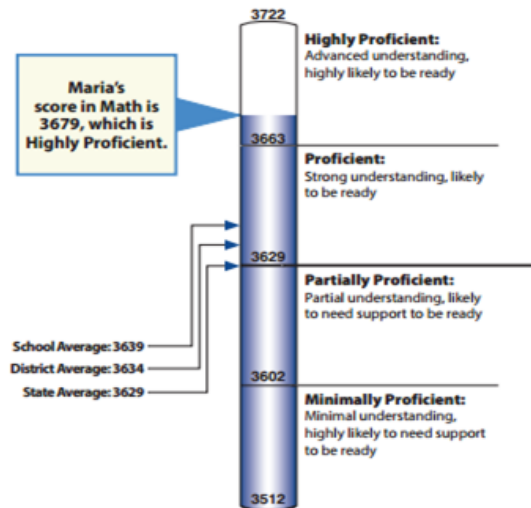 3722
Highly Proficient:
Advanced understanding,
highly likely to be ready
Maria's
score in Math is
3679, which is
Highly Proficient.
3663
Proficient:
Strong understanding, likely
to be ready
3629
Partially Proficient:
Partial understanding, likely
to need support to be ready
School Average: 3639
District Average: 3634
State Average: 3629
3602
Minimally Proficient:
Minimal understanding,
highly likely to need support
to be ready
3512